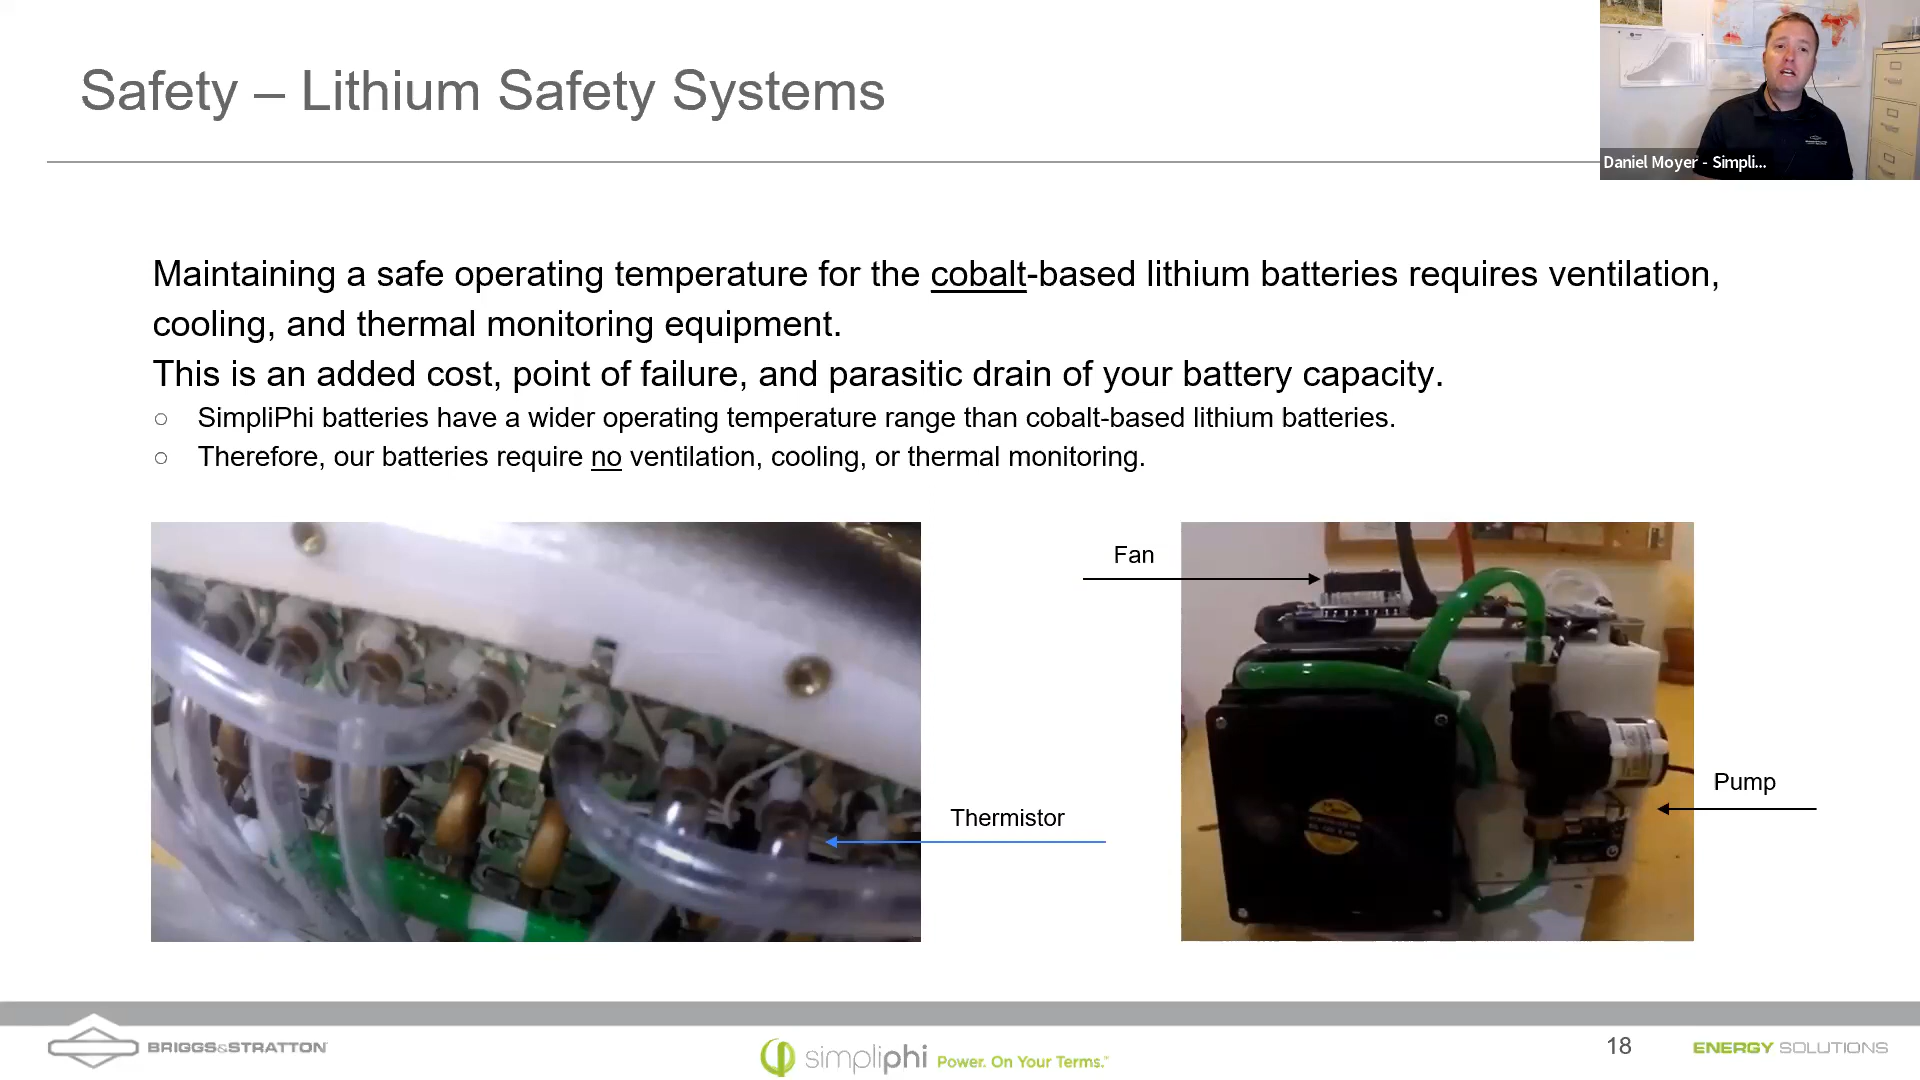 Safety – Lithium Safety Systems
Daniel Moyer - Simpli...
Maintaining a safe operating temperature for the cobalt-based lithium batteries requires ventilation,
cooling, and thermal monitoring equipment.
This is an added cost, point of failure, and parasitic drain of your battery capacity.
○ SimpliPhi batteries have a wider operating temperature range than cobalt-based lithium batteries.
○ Therefore, our batteries require no ventilation, cooling, or thermal monitoring.
Fan
Pump
Thermistor
BRIGGS&STRATTON
simpliphi Power. On Your Terms.™
18
ENERGY SOLUTIONS